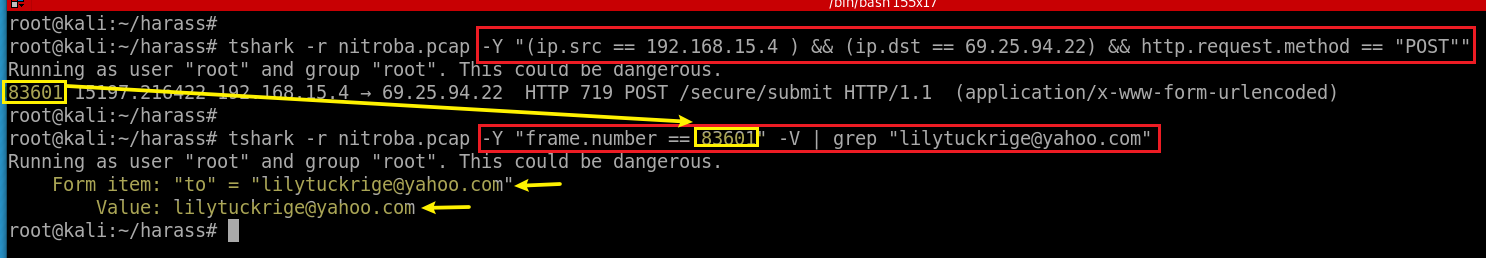 /bin/bash 155x17
root@kali:~/harass#
root@kali:~/harass# tshark -r nitroba.pcap -Y "(ip.src == 192.168.15.4 ) && (ip.dst == 69.25.94.22) && http.request.method == "POST""
Running as user "root" and group "root". This could be dangerous.
83601 15197.216422 192.168.15.4 → 69.25.94.22  HTTP 719 POST /secure/submit HTTP/1.1  (application/x-www-form-urlencoded)
root@kali:~/harass#
root@kali:~/harass# tshark -r nitroba.pcap -Y "frame.number == 83601" -V | grep "lilytuckrige@yahoo.com"
Running as user "root" and group "root". This could be dangerous.
    Form item: "to" = "lilytuckrige@yahoo.com"
        Value: lilytuckrige@yahoo.com
root@kali:~/harass#